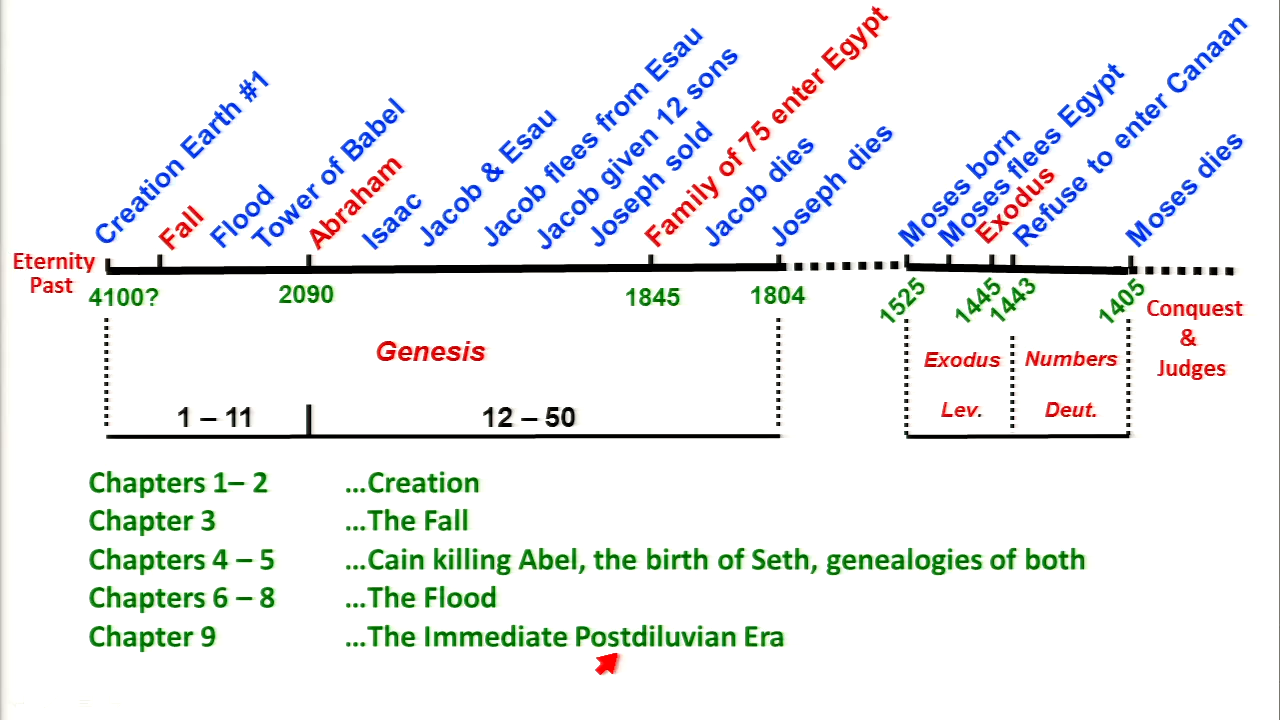 Creation Earth #1
Fall
Flood
Tower of Babel
Abraham
Isaac
Jacob & Esau
Jacob flees from Esau
Jacob given 12 sons
Joseph sold
Family of 75 enter Egypt
Jacob dies
Joseph dies
Moses born
Moses flees Egypt
Exodus
Refuse to enter Canaan
Moses dies
Eternity
Past
4100?
2090
1845
1804
1525
1445
1443
1405
Conquest
&
Judges
Genesis
Exodus
Numbers
Lev.
Deut.
1 – 11
12 – 50
Chapters 1– 2 ...Creation
Chapter 3 ...The Fall
Chapters 4 – 5 ...Cain killing Abel, the birth of Seth, genealogies of both
Chapters 6 – 8 ...The Flood
Chapter 9 ...The Immediate Postdiluvian Era